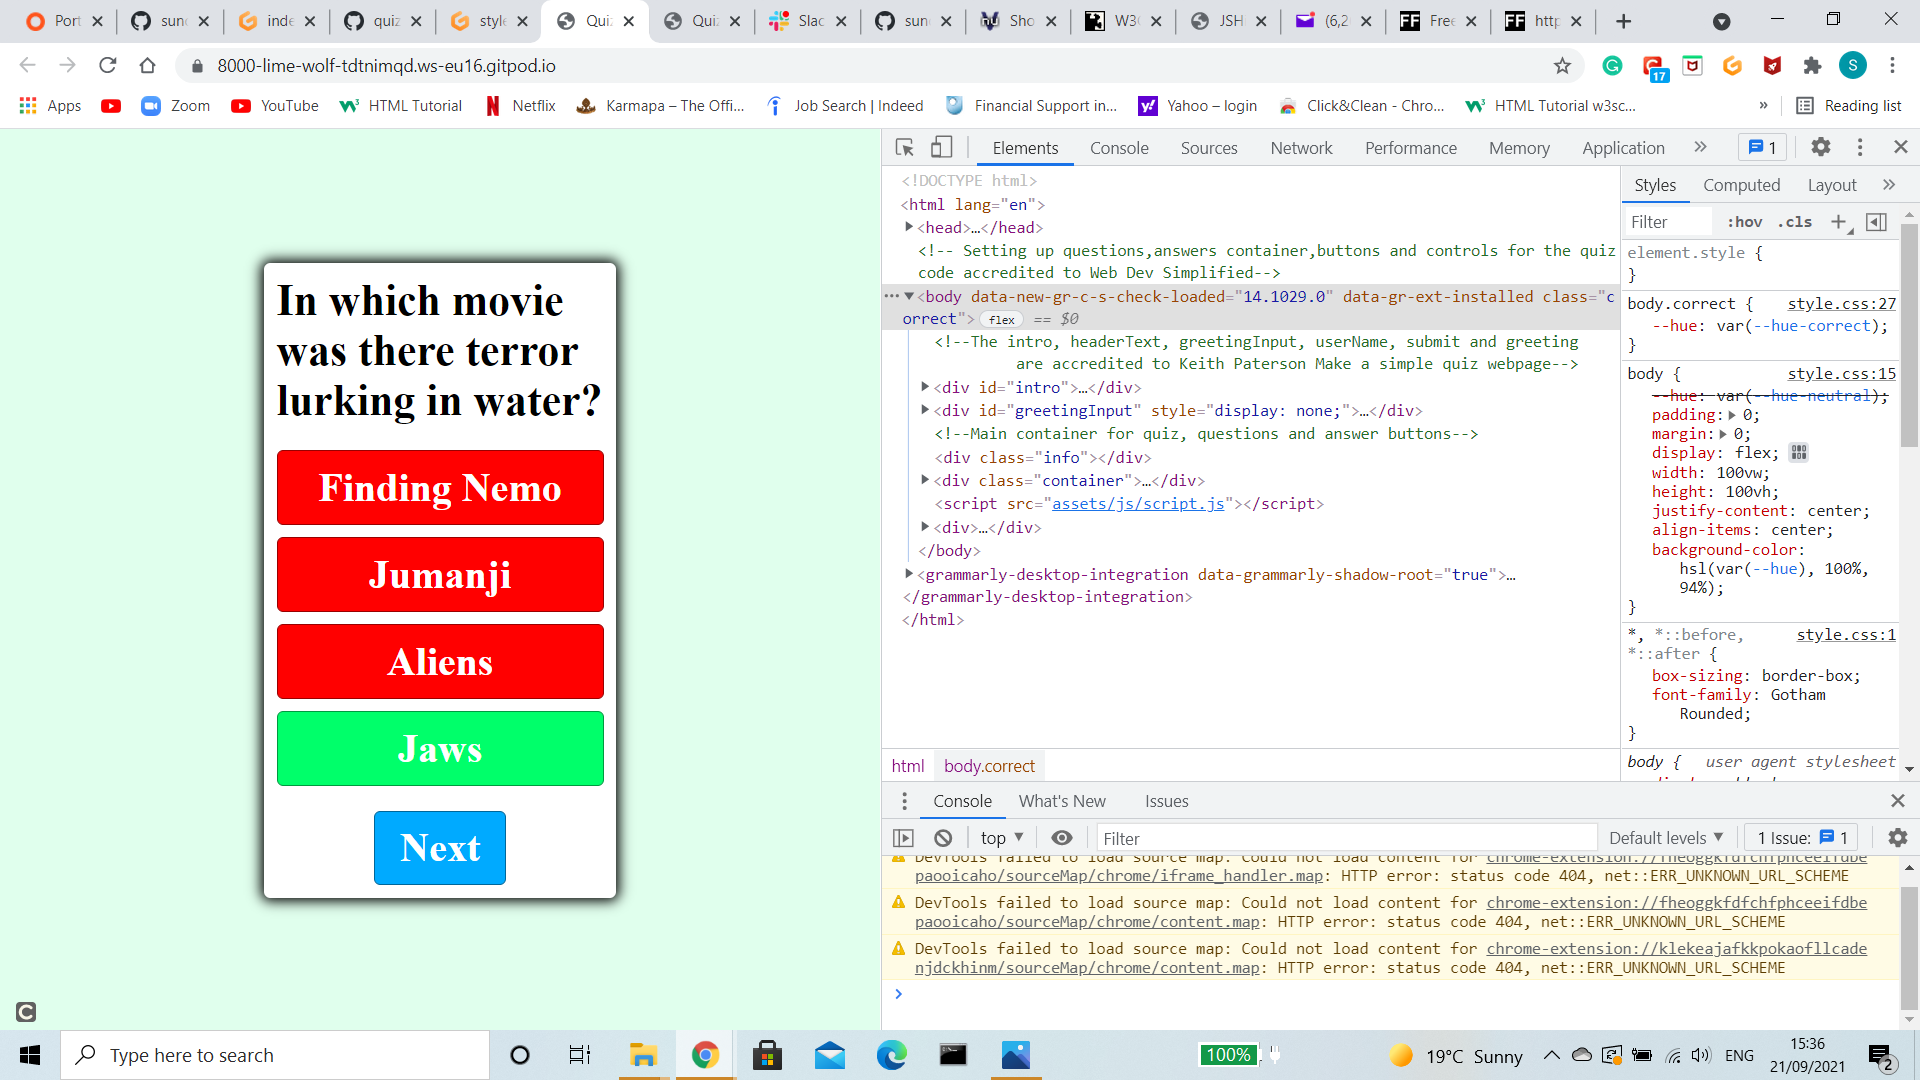 Port
sun
inde
quiz
style
Quiz
Quiz
Slac
sun
Sho
W3C
JSH
(6,2
Free
http
8000-lime-wolf-tdtnimqd.ws-eu16.gitpod.io
17
S
Apps
Zoom
YouTube
HTML Tutorial
Netflix
Karmapa – The Offi...
Job Search | Indeed
Financial Support in...
Yahoo – login
Click&Clean - Chro...
HTML Tutorial w3sc...
»
Reading list
In which movie
was there terror
lurking in water?
Finding Nemo
Jumanji
Aliens
Jaws
Next
Elements Console Sources Network Performance Memory Application » 1
<!DOCTYPE html>
<html lang="en">
<head>…</head>
<!-- Setting up questions,answers container,buttons and controls for the quiz
code accredited to Web Dev Simplified-->
<body data-new-gr-c-s-check-loaded="14.1029.0" data-gr-ext-installed class="c
orrect"> flex == $0
<!--The intro, headerText, greetingInput, userName, submit and greeting
are accredited to Keith Paterson Make a simple quiz webpage-->
<div id="intro">…</div>
<div id="greetingInput" style="display: none;">…</div>
<!--Main container for quiz, questions and answer buttons-->
<div class="info"></div>
<div class="container">…</div>
<script src="assets/js/script.js"></script>
<div>…</div>
</body>
<grammarly-desktop-integration data-grammarly-shadow-root="true">…
</grammarly-desktop-integration>
</html>
html body.correct
Styles Computed Layout »
Filter :hov .cls +
element.style {
}
body.correct { style.css:27
--hue: var(--hue-correct);
}
body { style.css:15
--hue: var(--hue-neutral);
padding: 0;
margin: 0;
display: flex;
width: 100vw;
height: 100vh;
justify-content: center;
align-items: center;
background-color:
hsl(var(--hue), 100%,
94%);
}
*, *::before, style.css:1
*::after {
box-sizing: border-box;
font-family: Gotham
Rounded;
}
body { user agent stylesheet
Console What's New Issues
top Filter Default levels 1 Issue: 1
DevTools failed to load source map: Could not load content for chrome-extension://fheoggkfdfchfphceeifdbe
paooicaho/sourceMap/chrome/iframe_handler.map: HTTP error: status code 404, net::ERR_UNKNOWN_URL_SCHEME
DevTools failed to load source map: Could not load content for chrome-extension://fheoggkfdfchfphceeifdbe
paooicaho/sourceMap/chrome/content.map: HTTP error: status code 404, net::ERR_UNKNOWN_URL_SCHEME
DevTools failed to load source map: Could not load content for chrome-extension://klekeajafkkpokaofllcade
njdckhinm/sourceMap/chrome/content.map: HTTP error: status code 404, net::ERR_UNKNOWN_URL_SCHEME
Type here to search
100%
19°C Sunny
ENG
15:36
21/09/2021
2